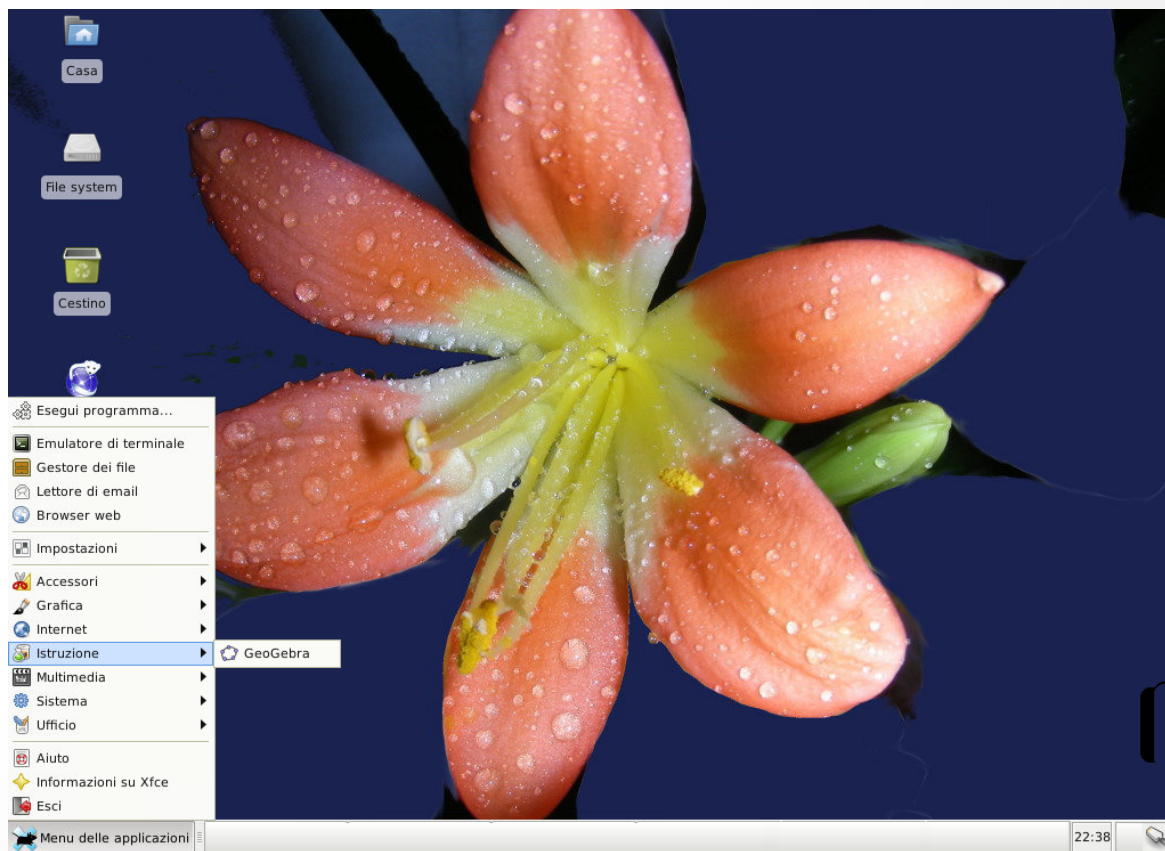 Casa
File system
Cestino
Esegui programma...
Emulatore di terminale
Gestore dei file
Lettore di email
Browser web
Impostazioni
Accessori
Grafica
Internet
Istruzione
GeoGebra
Multimedia
Sistema
Ufficio
Aiuto
Informazioni su Xfce
Esci
Menu delle applicazioni
22:38